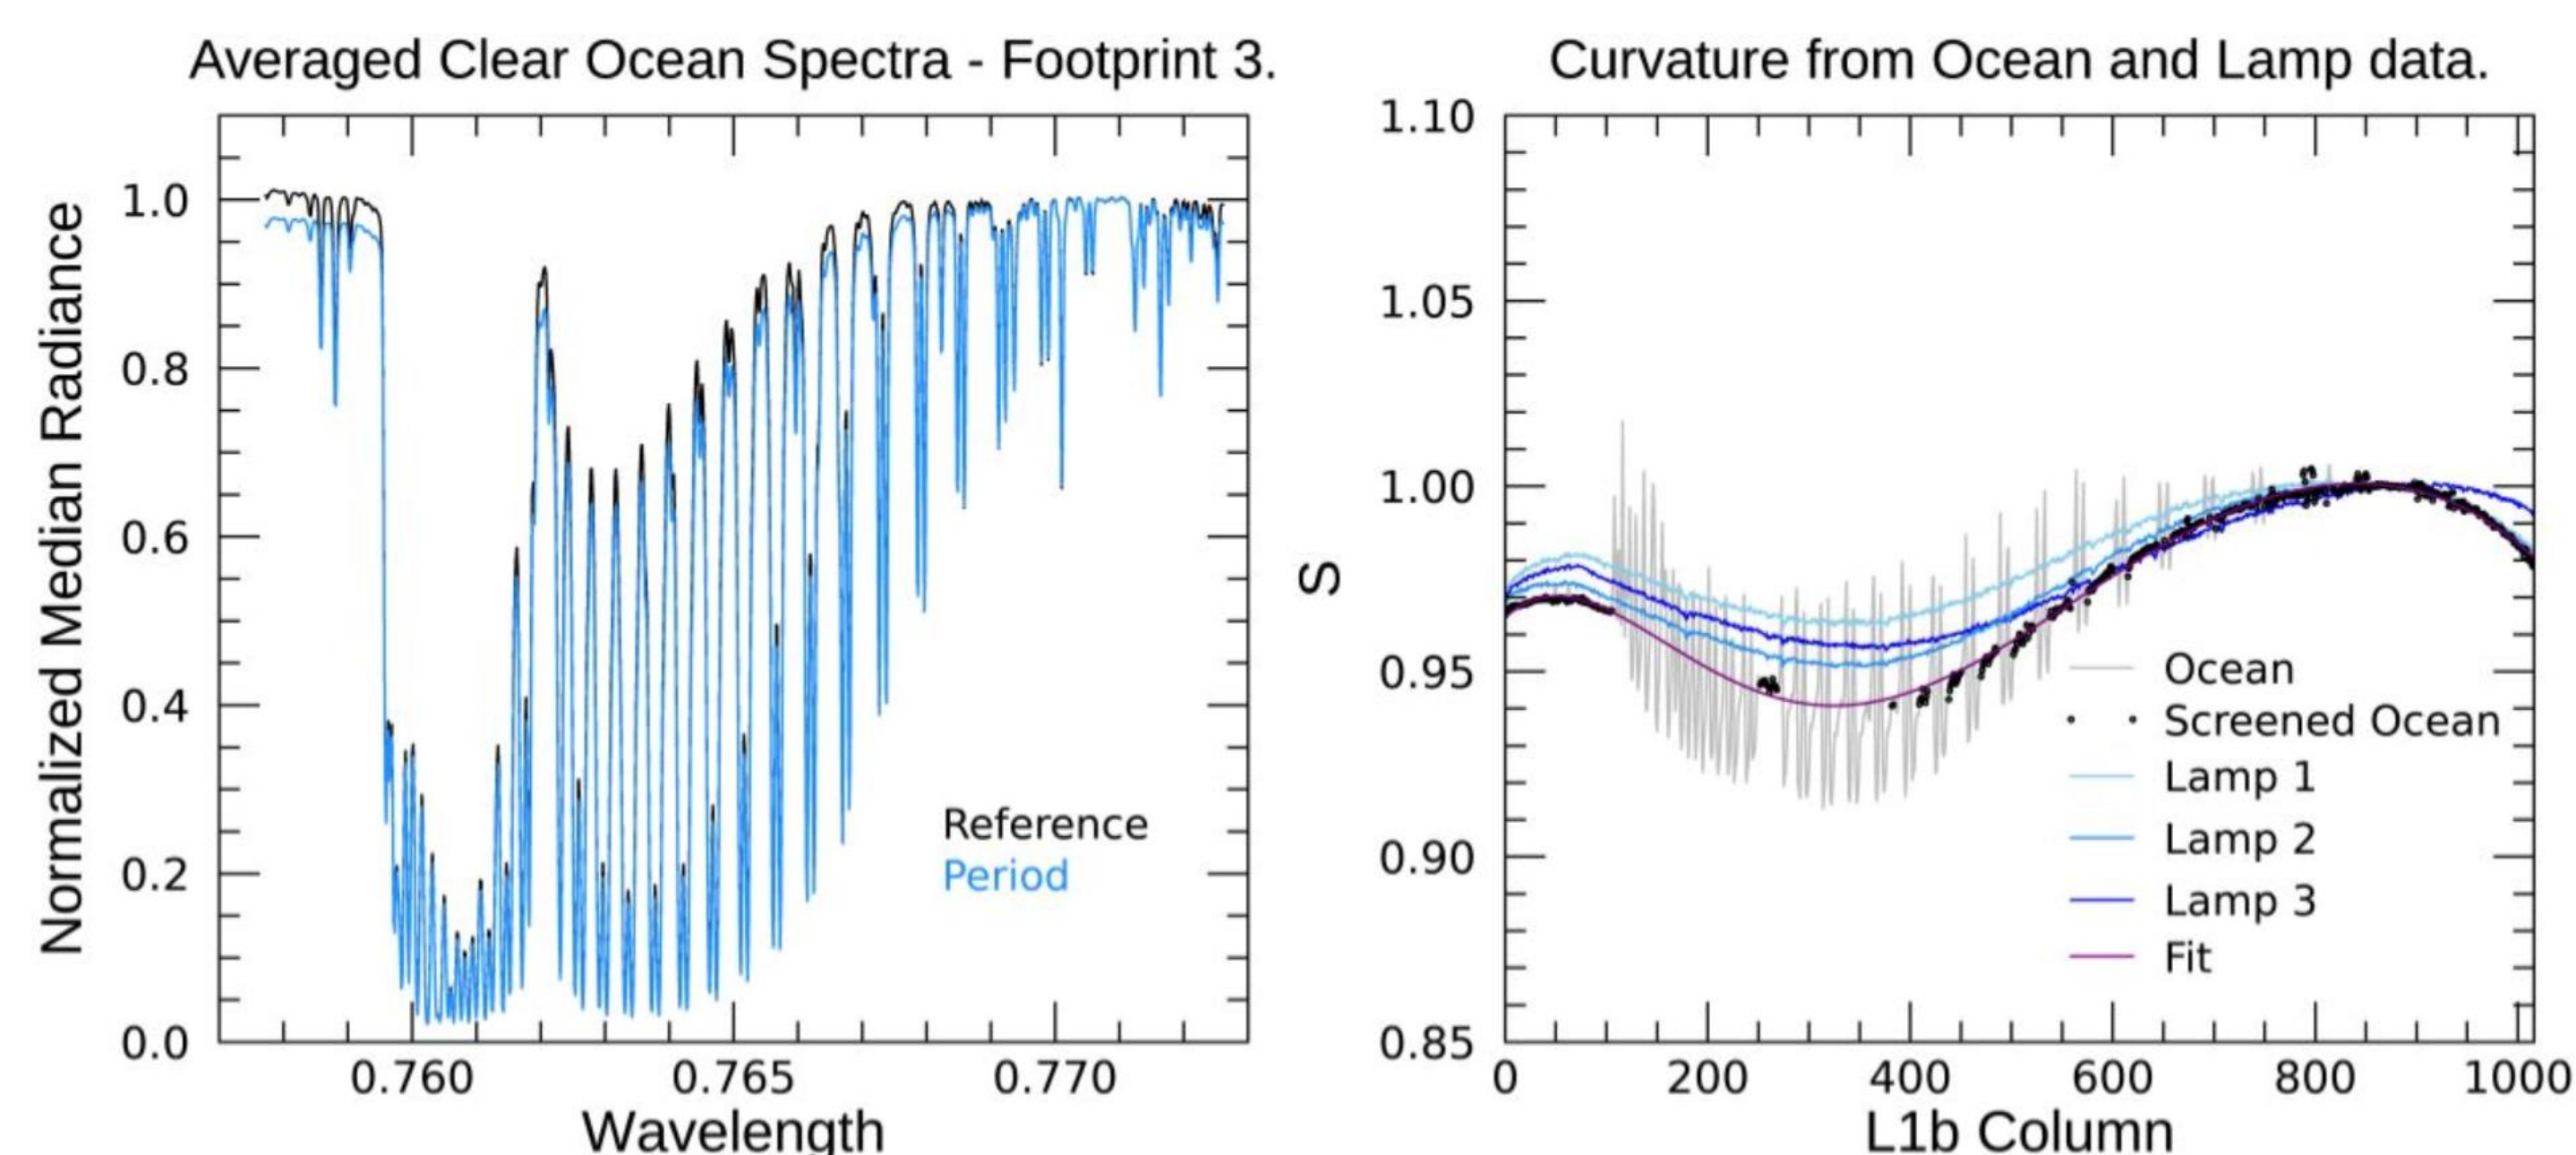 Averaged Clear Ocean Spectra - Footprint 3.
Normalized Median Radiance
1.0
0.8
0.6
0.4
0.2
0.0
Reference
Period
0.760 0.765 0.770
Wavelength
Curvature from Ocean and Lamp data.
S
1.10
1.05
1.00
0.95
0.90
0.85
Ocean
Screened Ocean
Lamp 1
Lamp 2
Lamp 3
Fit
0 200 400 600 800 1000
L1b Column